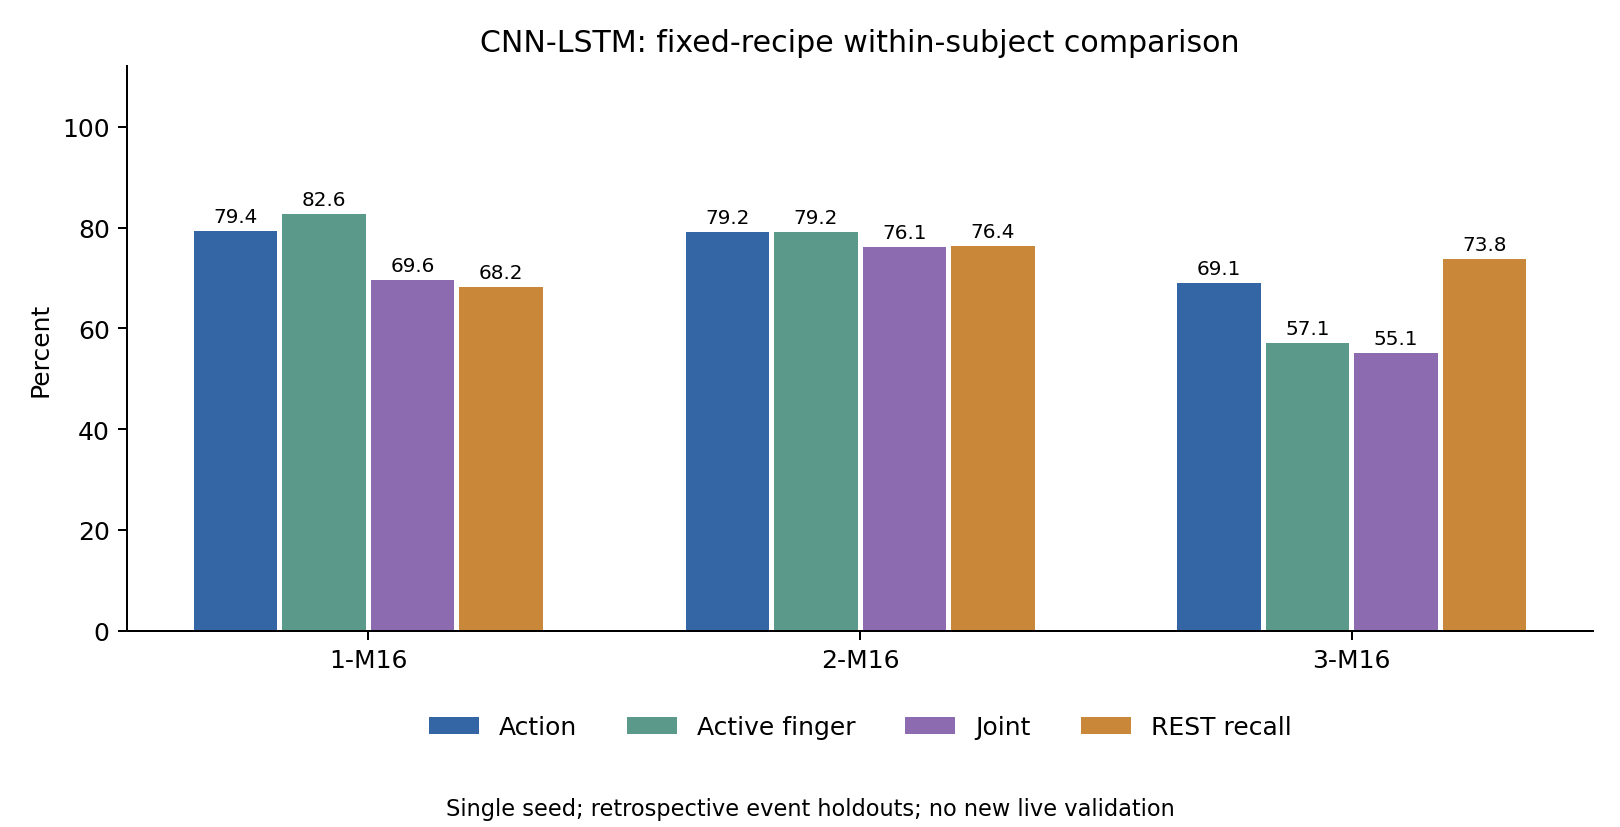 CNN-LSTM: fixed-recipe within-subject comparison
Percent
100
80
60
40
20
0
79.4
82.6
69.6
68.2
79.2
79.2
76.1
76.4
69.1
57.1
55.1
73.8
1-M16
2-M16
3-M16
Action
Active finger
Joint
REST recall
Single seed; retrospective event holdouts; no new live validation